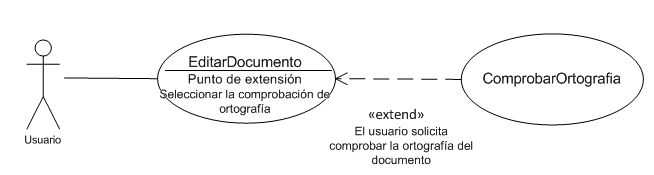 EditarDocumento
Punto de extensión
Seleccionar la comprobación de
ortografía
ComprobarOrtografia
«extend»
El usuario solicita
comprobar la ortografía del
documento
Usuario